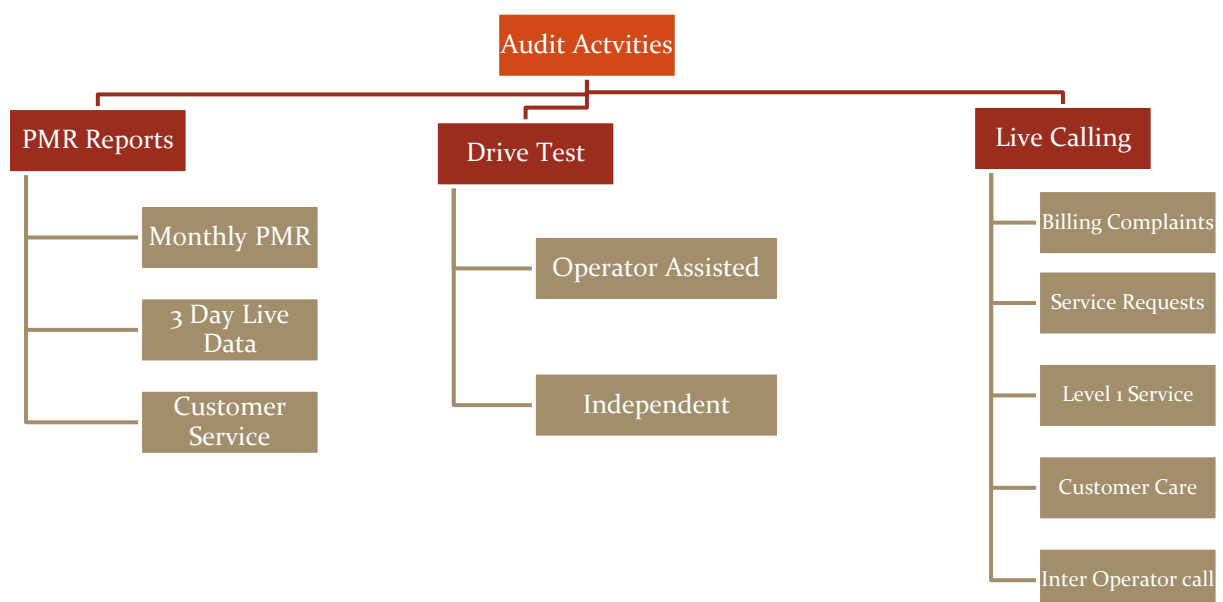 Audit Actvities
PMR Reports
Monthly PMR
3 Day Live
Data
Customer
Service
Drive Test
Operator Assisted
Independent
Live Calling
Billing Complaints
Service Requests
Level 1 Service
Customer Care
Inter Operator call